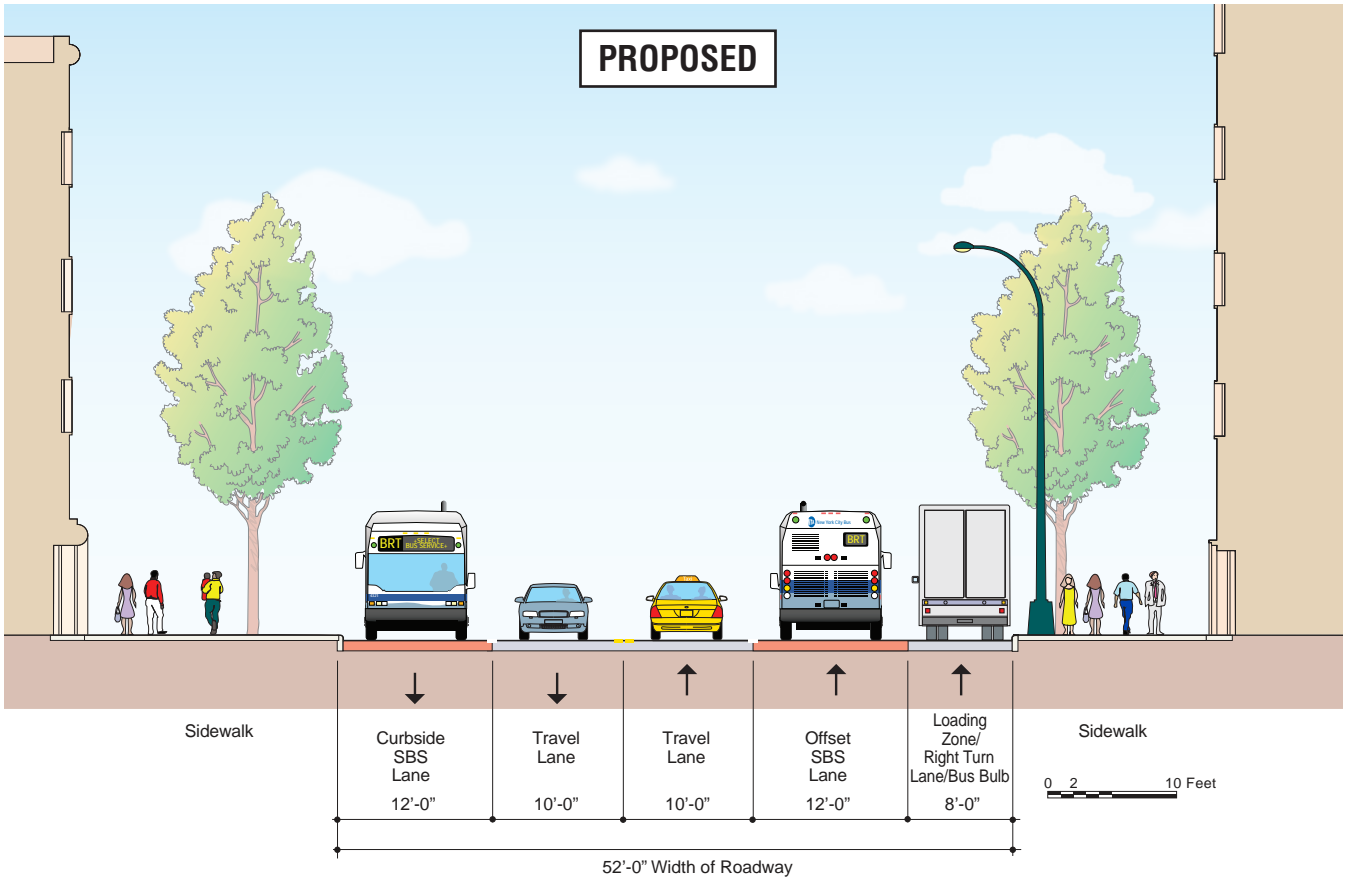 PROPOSED
BRT
+SELECT
BUS SERVICE+
New York City Bus
BRT
Sidewalk
Curbside
SBS
Lane
12'-0"
Travel
Lane
10'-0"
Travel
Lane
10'-0"
Offset
SBS
Lane
12'-0"
Loading
Zone/
Right Turn
Lane/Bus Bulb
8'-0"
Sidewalk
0 2 10 Feet
52'-0" Width of Roadway